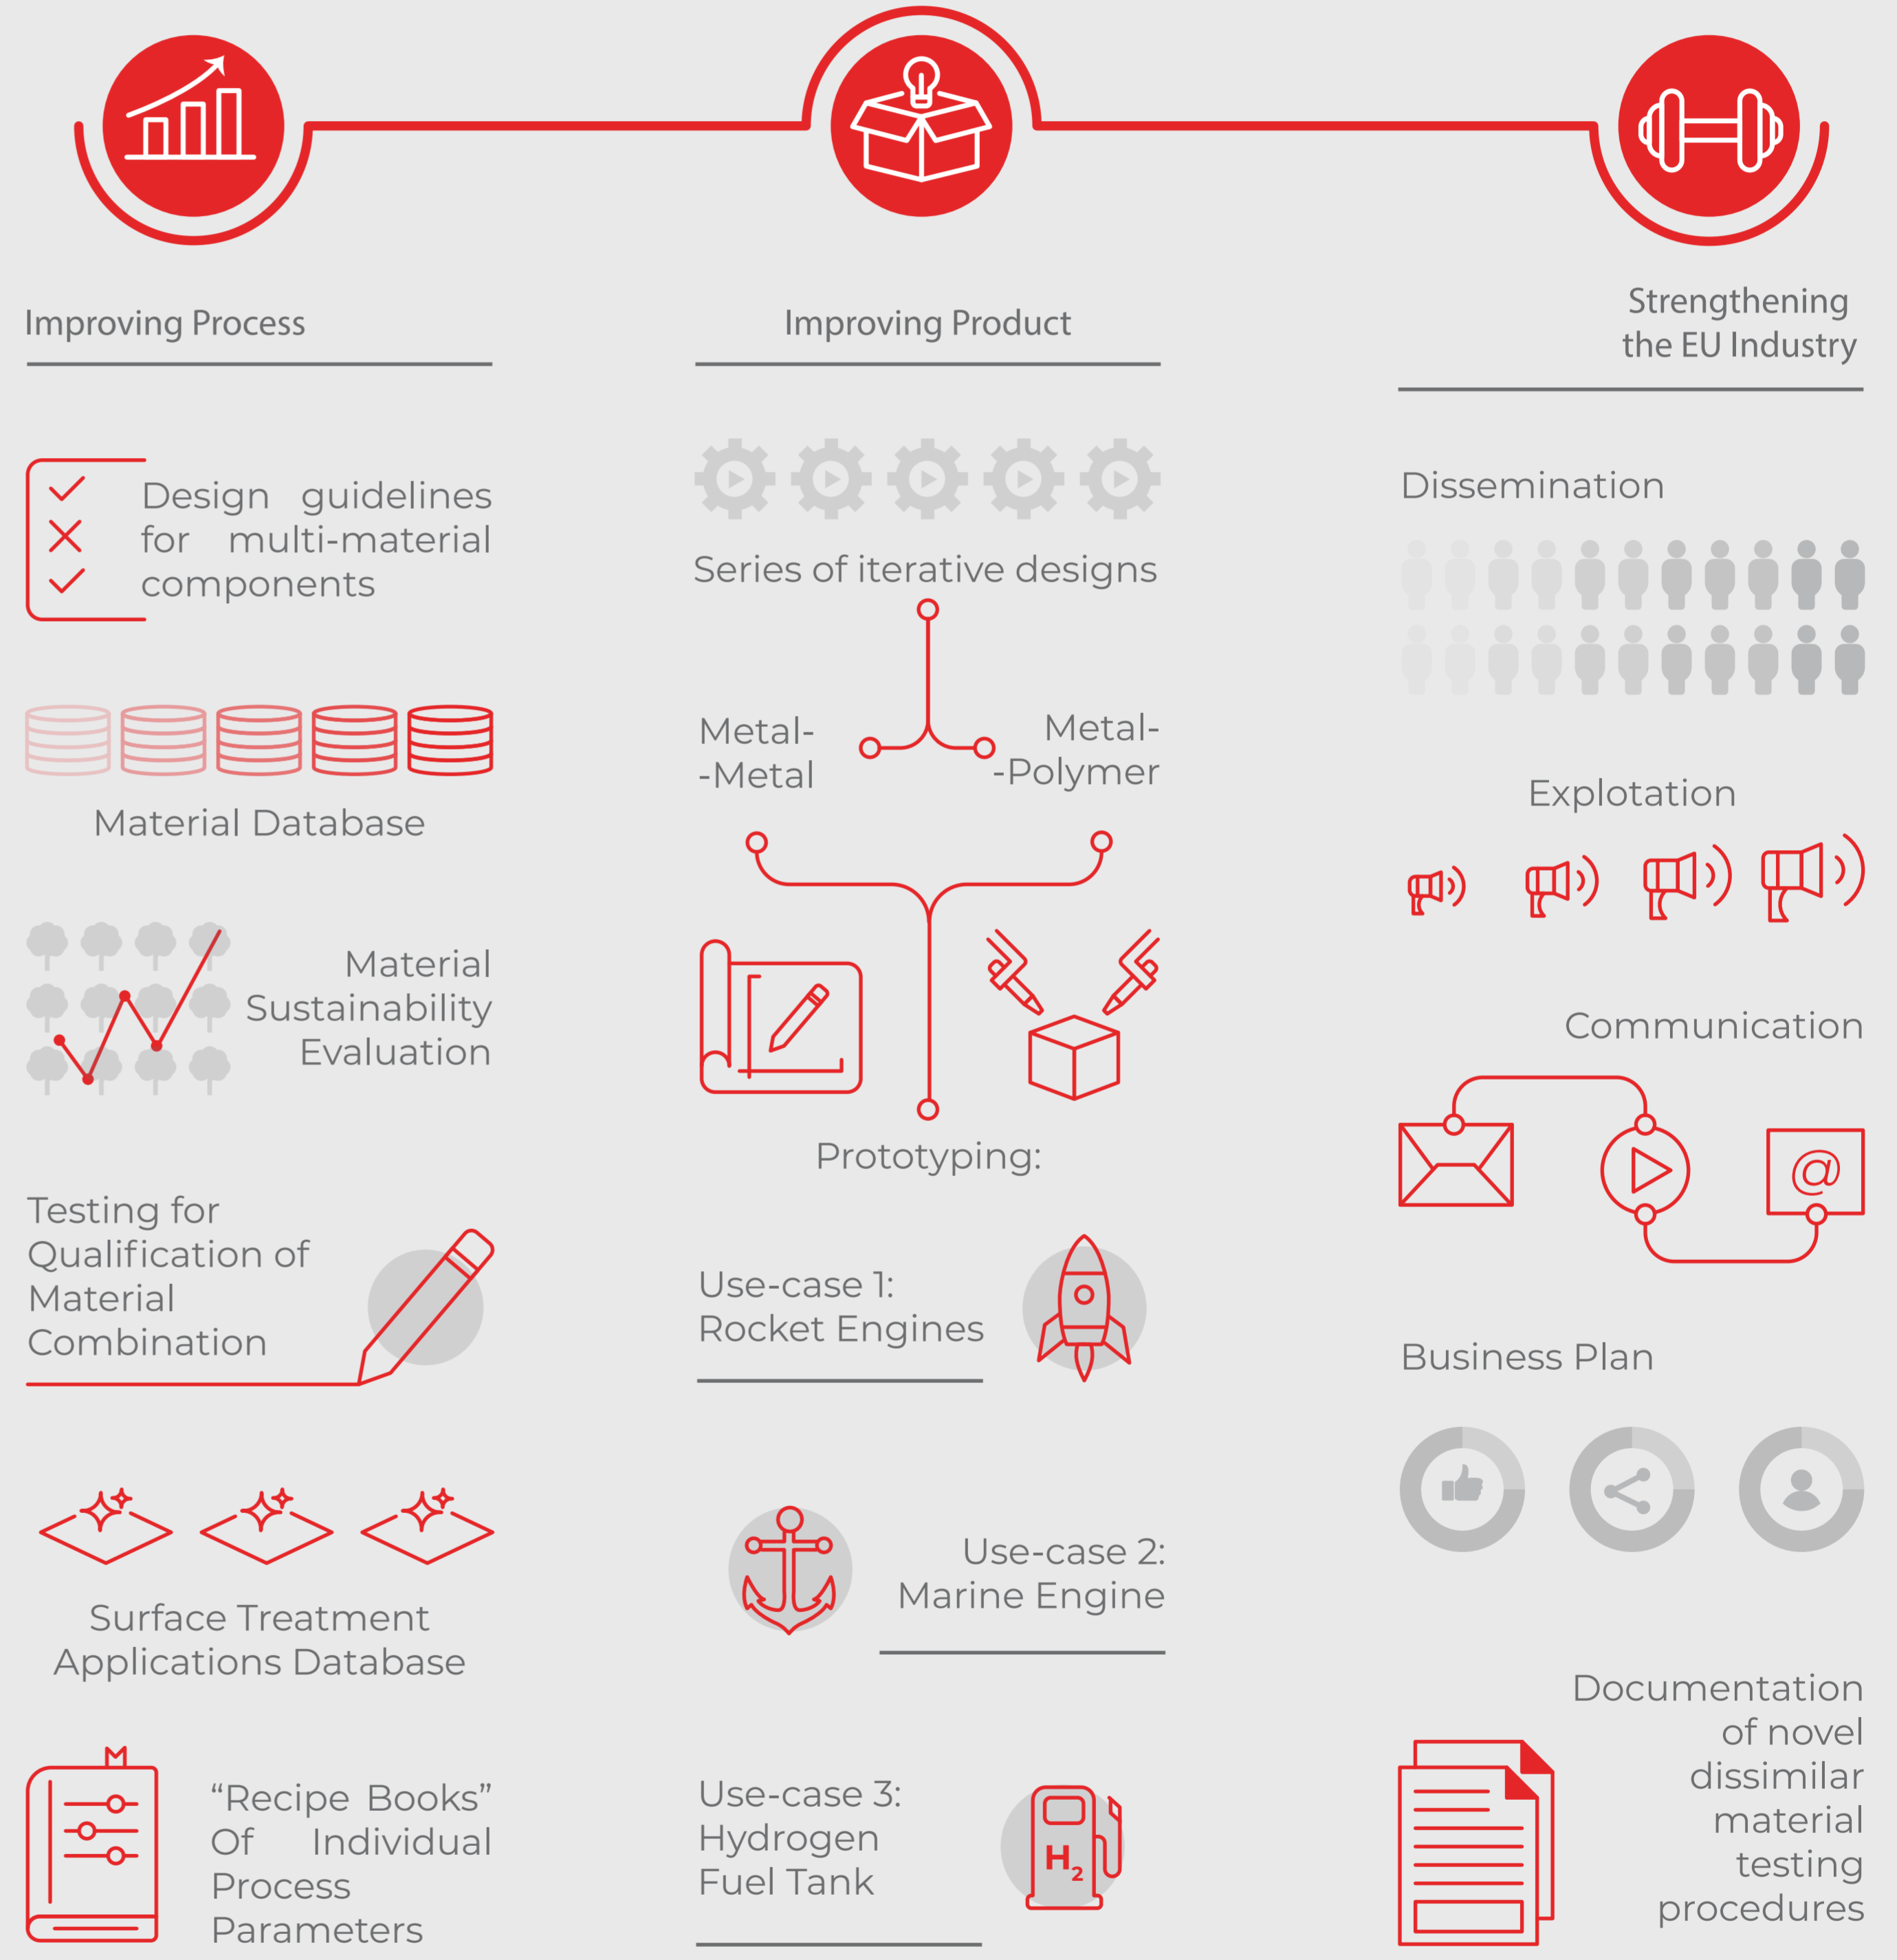 Improving Process
Design guidelines
for multi-material
components
Material Database
Material
Sustainability
Evaluation
Testing for
Qualification of
Material
Combination
Surface Treatment
Applications Database
“Recipe Books”
Of Individual
Process
Parameters
Improving Product
Series of iterative designs
Metal-
-Metal
Metal-
-Polymer
Prototyping:
Use-case 1:
Rocket Engines
Use-case 2:
Marine Engine
Use-case 3:
Hydrogen
Fuel Tank
H2
Strengthening
the EU Industry
Dissemination
Explotation
Communication
@
Business Plan
Documentation
of novel
dissimilar
material
testing
procedures